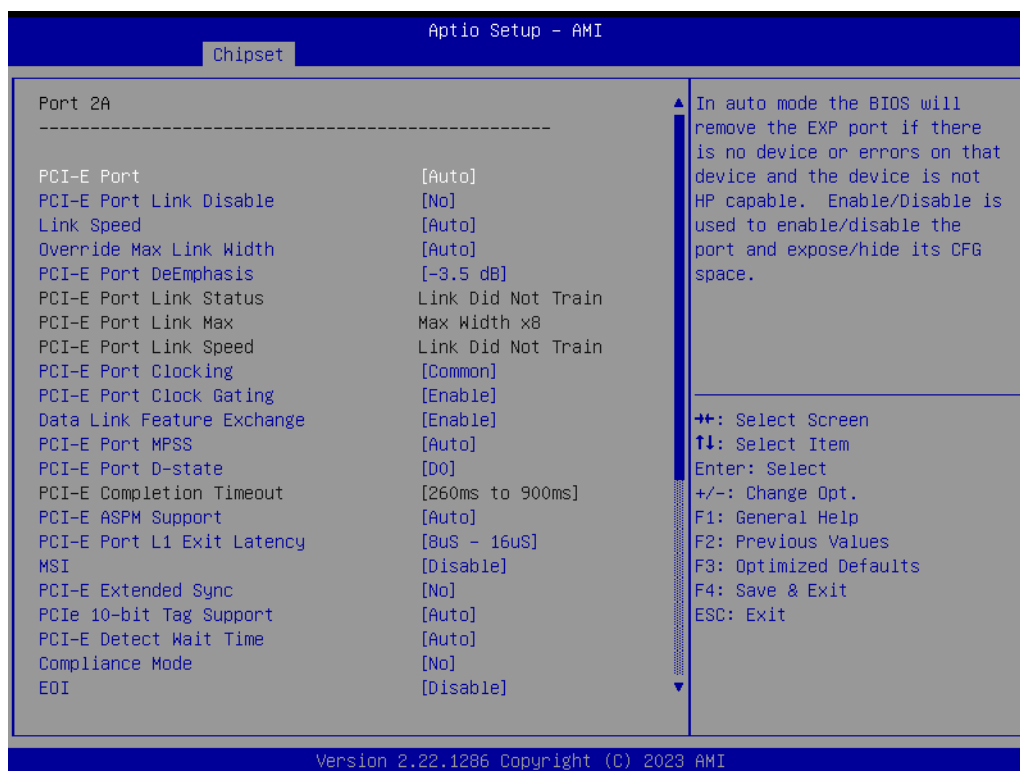 Aptio Setup – AMI
Chipset
Port 2A
--------------------------------------------------
PCI-E Port [Auto]
PCI-E Port Link Disable [No]
Link Speed [Auto]
Override Max Link Width [Auto]
PCI-E Port DeEmphasis [-3.5 dB]
PCI-E Port Link Status Link Did Not Train
PCI-E Port Link Max Max Width x8
PCI-E Port Link Speed Link Did Not Train
PCI-E Port Clocking [Common]
PCI-E Port Clock Gating [Enable]
Data Link Feature Exchange [Enable]
PCI-E Port MPSS [Auto]
PCI-E Port D-state [D0]
PCI-E Completion Timeout [260ms to 900ms]
PCI-E ASPM Support [Auto]
PCI-E Port L1 Exit Latency [8uS - 16uS]
MSI [Disable]
PCI-E Extended Sync [No]
PCIe 10-bit Tag Support [Auto]
PCI-E Detect Wait Time [Auto]
Compliance Mode [No]
EOI [Disable]
In auto mode the BIOS will
remove the EXP port if there
is no device or errors on that
device and the device is not
HP capable.  Enable/Disable is
used to enable/disable the
port and expose/hide its CFG
space.
→←: Select Screen
↑↓: Select Item
Enter: Select
+/-: Change Opt.
F1: General Help
F2: Previous Values
F3: Optimized Defaults
F4: Save & Exit
ESC: Exit
Version 2.22.1286 Copyright (C) 2023 AMI